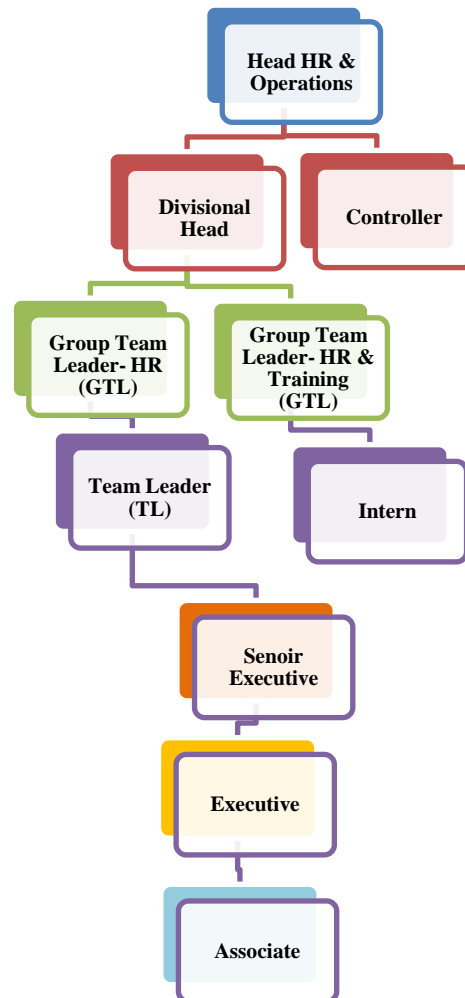 Head HR &
Operations
Divisional
Head
Controller
Group Team
Leader- HR
(GTL)
Group Team
Leader- HR &
Training
(GTL)
Team Leader
(TL)
Intern
Senoir
Executive
Executive
Associate